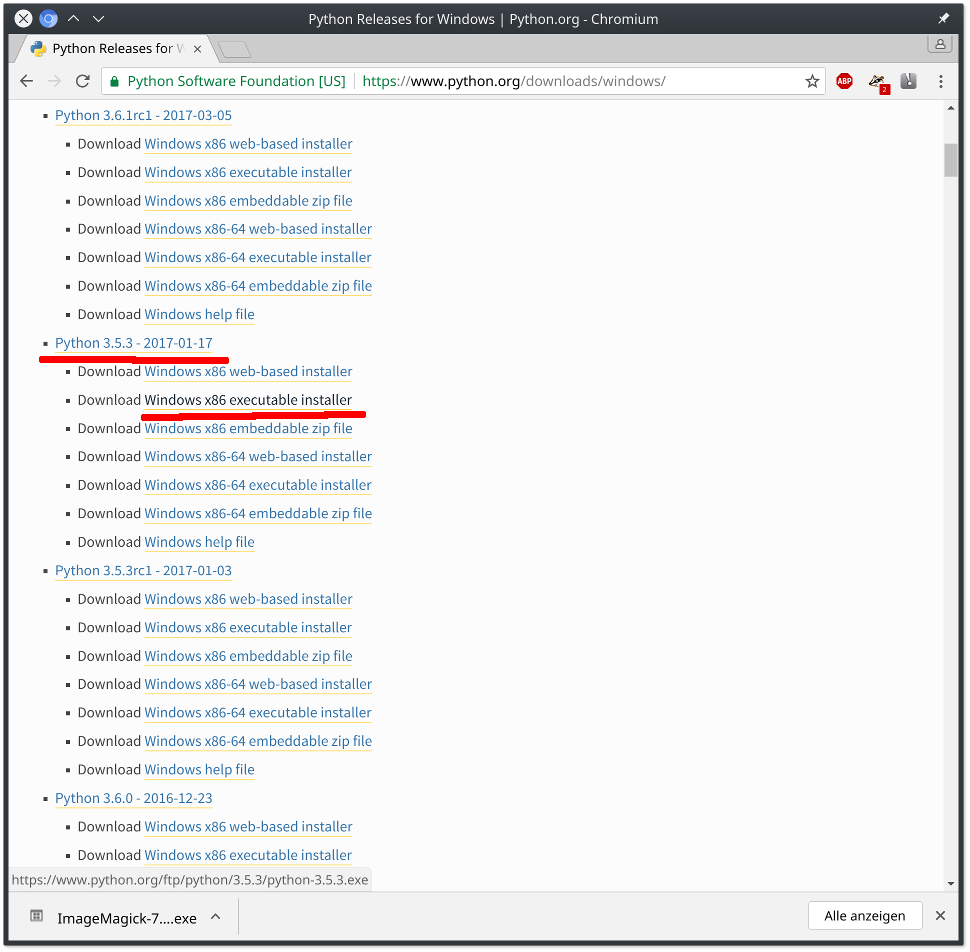 Python Releases for Windows | Python.org - Chromium
Python Releases for W
Python Software Foundation [US] https://www.python.org/downloads/windows/
ABP
2
Python 3.6.1rc1 - 2017-03-05
Download Windows x86 web-based installer
Download Windows x86 executable installer
Download Windows x86 embeddable zip file
Download Windows x86-64 web-based installer
Download Windows x86-64 executable installer
Download Windows x86-64 embeddable zip file
Download Windows help file
Python 3.5.3 - 2017-01-17
Download Windows x86 web-based installer
Download Windows x86 executable installer
Download Windows x86 embeddable zip file
Download Windows x86-64 web-based installer
Download Windows x86-64 executable installer
Download Windows x86-64 embeddable zip file
Download Windows help file
Python 3.5.3rc1 - 2017-01-03
Download Windows x86 web-based installer
Download Windows x86 executable installer
Download Windows x86 embeddable zip file
Download Windows x86-64 web-based installer
Download Windows x86-64 executable installer
Download Windows x86-64 embeddable zip file
Download Windows help file
Python 3.6.0 - 2016-12-23
Download Windows x86 web-based installer
Download Windows x86 executable installer
https://www.python.org/ftp/python/3.5.3/python-3.5.3.exe
ImageMagick-7....exe
Alle anzeigen